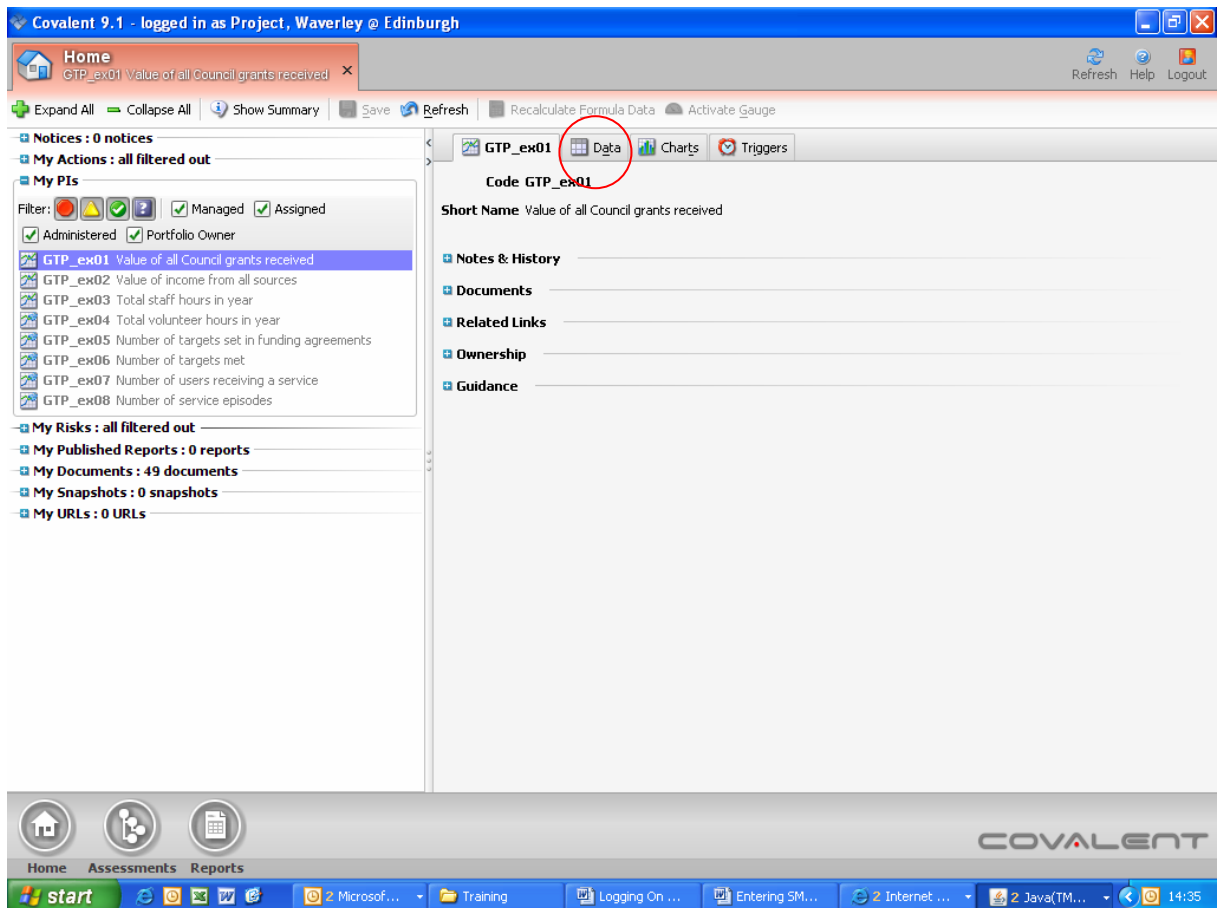 Covalent 9.1 - logged in as Project, Waverley @ Edinburgh
Home
GTP_ex01 Value of all Council grants received
Refresh Help Logout
Expand All Collapse All Show Summary Save Refresh Recalculate Formula Data Activate Gauge
Notices : 0 notices
My Actions : all filtered out
My PIs
Filter: Managed Assigned
Administered Portfolio Owner
GTP_ex01 Value of all Council grants received
GTP_ex02 Value of income from all sources
GTP_ex03 Total staff hours in year
GTP_ex04 Total volunteer hours in year
GTP_ex05 Number of targets set in funding agreements
GTP_ex06 Number of targets met
GTP_ex07 Number of users receiving a service
GTP_ex08 Number of service episodes
My Risks : all filtered out
My Published Reports : 0 reports
My Documents : 49 documents
My Snapshots : 0 snapshots
My URLs : 0 URLs
GTP_ex01 Data Charts Triggers
Code GTP_ex01
Short Name Value of all Council grants received
Notes & History
Documents
Related Links
Ownership
Guidance
Home Assessments Reports
COVALENT
start 2 Microsof... Training Logging On ... Entering SM... 2 Internet ... 2 Java(TM... 14:35